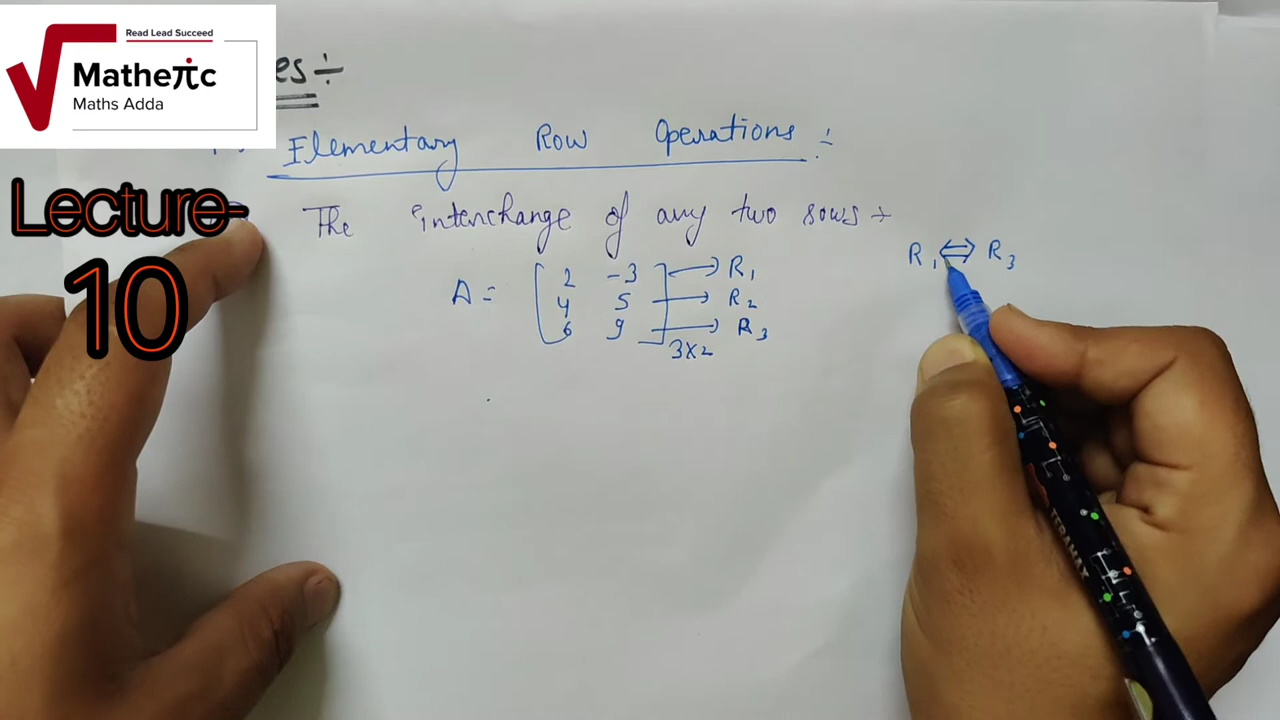 Read Lead Succeed
Matheπc
Maths Adda
es ÷
Elementary Row Operations :-
Lecture-
10
The interchange of any two rows ÷
R1 ⇔ R3
A = [ 2 -3 ] → R1
4 5 → R2
6 9 → R3
3×2
TERAMAX